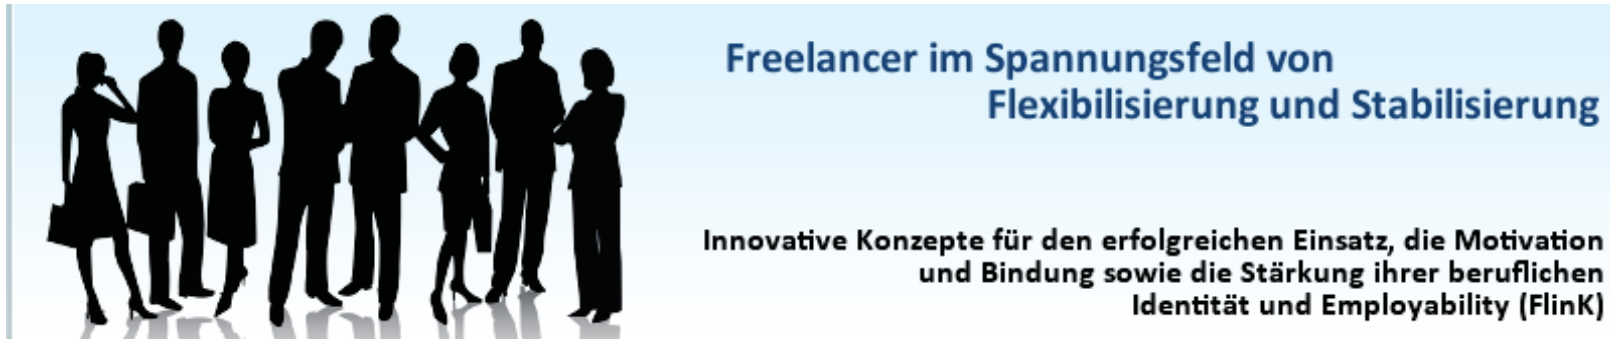 Freelancer im Spannungsfeld von
Flexibilisierung und Stabilisierung
Innovative Konzepte für den erfolgreichen Einsatz, die Motivation
und Bindung sowie die Stärkung ihrer beruflichen
Identität und Employability (FlinK)